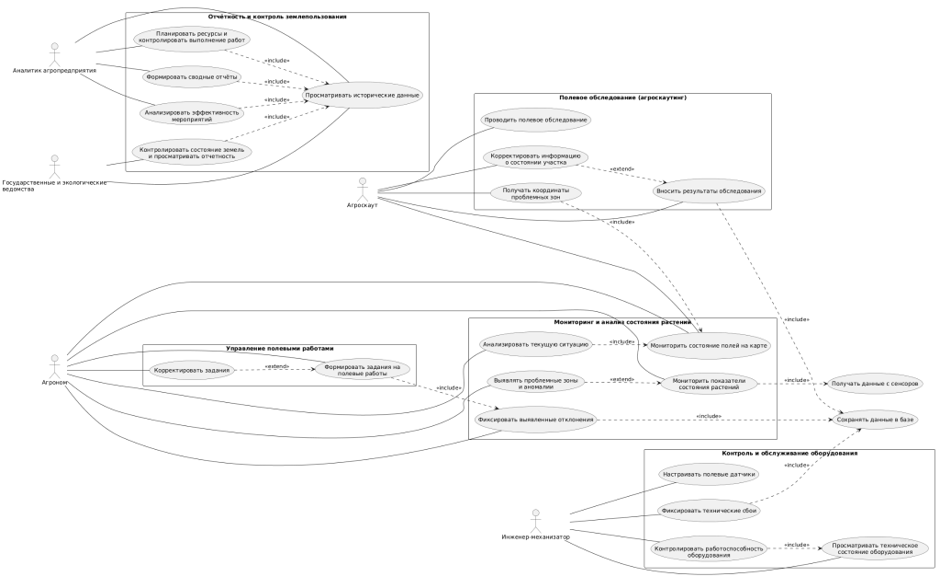 Отчётность и контроль землепользования
Планировать ресурсы и
контролировать выполнение работ
«include»
Аналитик агропредприятия
Формировать сводные отчёты
«include»
Просматривать исторические данные
«include»
Анализировать эффективность
мероприятий
«include»
Контролировать состояние земель
и просматривать отчетность
Государственные и экологические
ведомства
Полевое обследование (агроскаутинг)
Проводить полевое обследование
Корректировать информацию
о состоянии участка
«extend»
Вносить результаты обследования
Получать координаты
проблемных зон
Агроскаут
«include»
«include»
Мониторинг и анализ состояния растений
Анализировать текущую ситуацию
«include»
Мониторить состояние полей на карте
Управление полевыми работами
Корректировать задания
«extend»
Формировать задания на
полевые работы
Агроном
«include»
Выявлять проблемные зоны
и аномалии
«extend»
Мониторить показатели
состояния растений
«include»
Получать данные с сенсоров
Фиксировать выявленные отклонения
«include»
Сохранять данные в базе
Контроль и обслуживание оборудования
«include»
Настраивать полевые датчики
Фиксировать технические сбои
Инженер-механизатор
Контролировать работоспособность
оборудования
«include»
Просматривать техническое
состояние оборудования